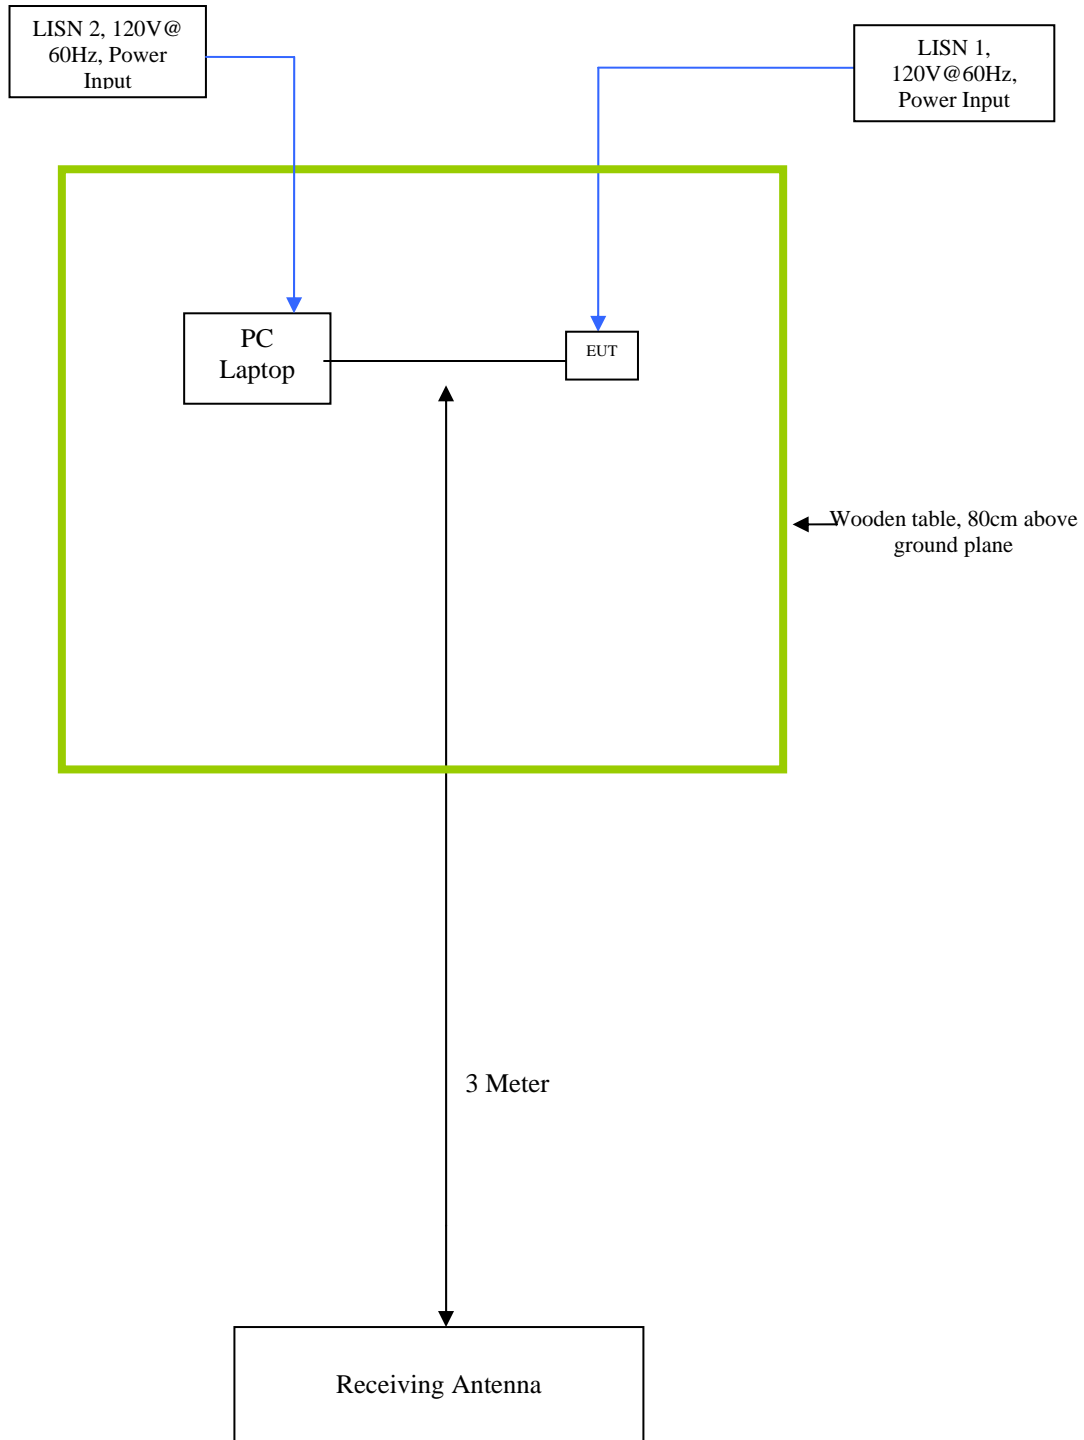 LISN 2, 120V@
60Hz, Power
Input
LISN 1,
120V@60Hz,
Power Input
PC
Laptop
EUT
Wooden table, 80cm above
ground plane
3 Meter
Receiving Antenna